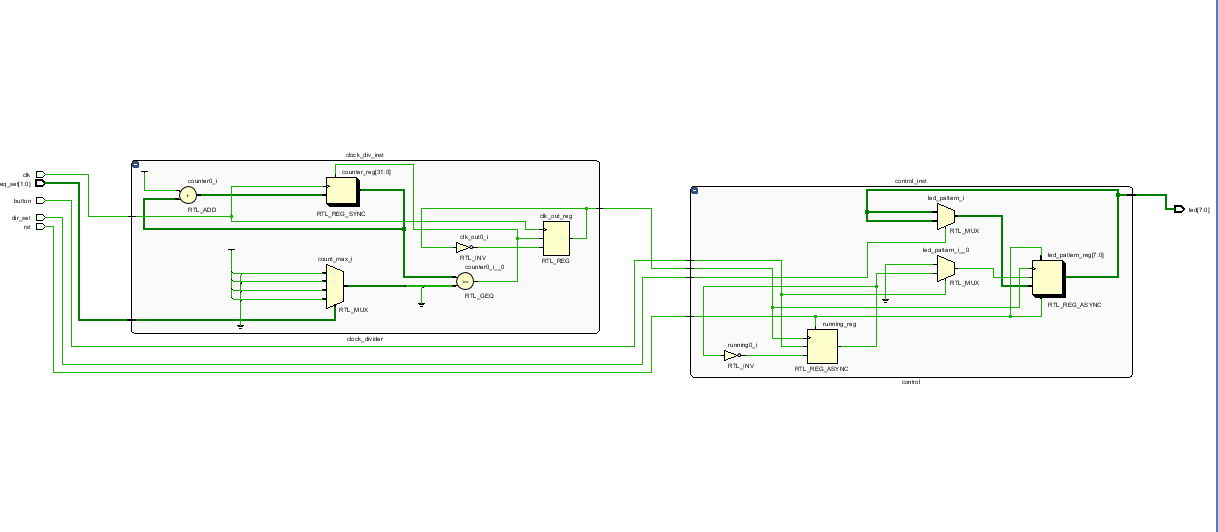 clk
eq_sel[1:0]
button
dir_sel
rst
clock_div_inst
counter0_i
+
RTL_ADD
counter_reg[31:0]
RTL_REG_SYNC
clk_out_reg
RTL_REG
clk_out0_i
RTL_INV
counter0_i__0
>=
RTL_GEQ
count_max_i
RTL_MUX
clock_divider
control_inst
led_pattern_i
RTL_MUX
led_pattern_i__0
RTL_MUX
led_pattern_reg[7:0]
RTL_REG_ASYNC
running_reg
RTL_REG_ASYNC
running0_i
RTL_INV
control
led[7:0]